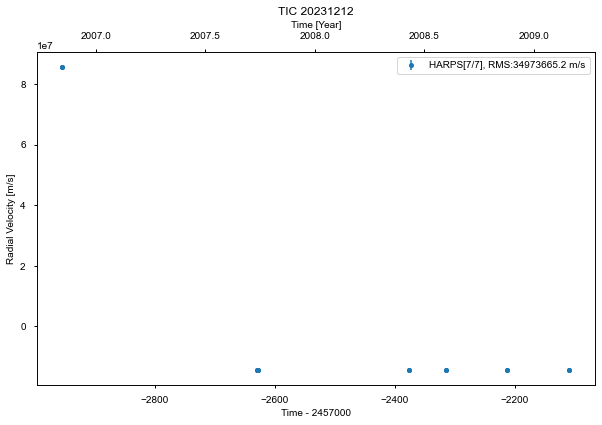 TIC 20231212
Time [Year]
2007.0 2007.5 2008.0 2008.5 2009.0
1e7
HARPS[7/7], RMS:34973665.2 m/s
8
6
4
2
0
Radial Velocity [m/s]
−2800 −2600 −2400 −2200
Time - 2457000